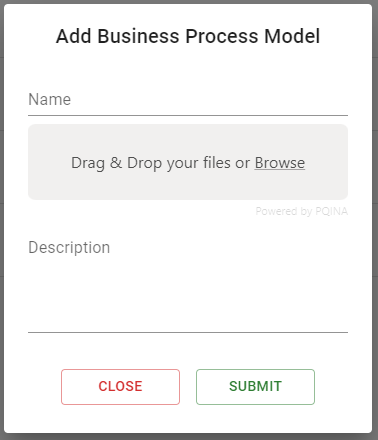 Add Business Process Model
Name
Drag & Drop your files or Browse
Powered by PQINA
Description
CLOSE
SUBMIT